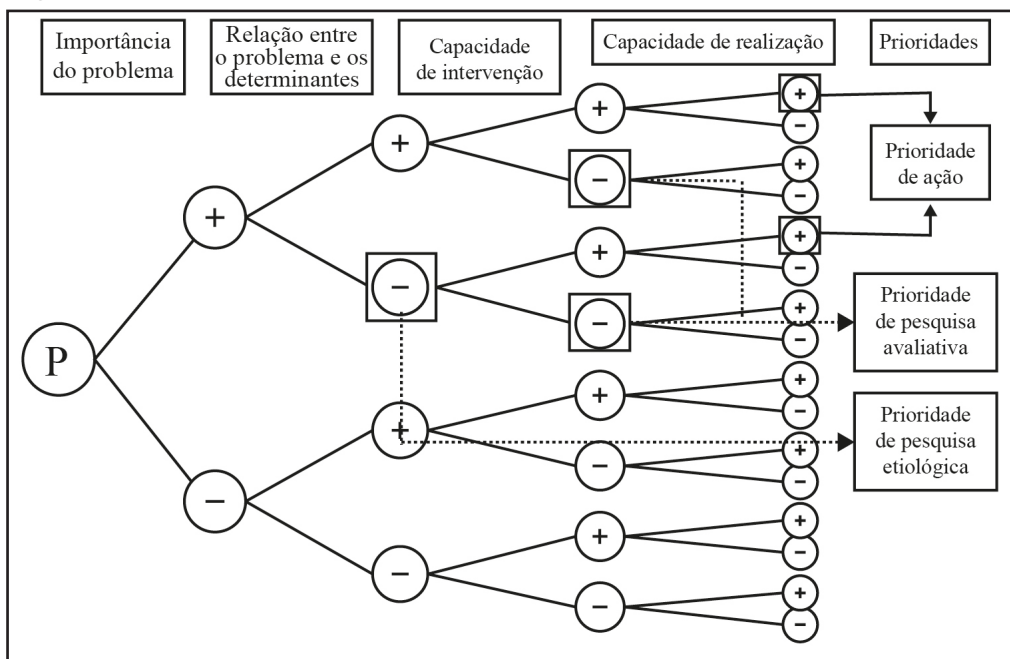 Importância
do problema
Relação entre
o problema e os
determinantes
Capacidade
de intervenção
Capacidade de realização
Prioridades
P
+
−
+
−
+
−
+
−
+
−
+
−
+
−
+
−
+
−
+
−
+
−
+
−
+
−
+
−
+
−
Prioridade
de ação
Prioridade
de pesquisa
avaliativa
Prioridade
de pesquisa
etiológica